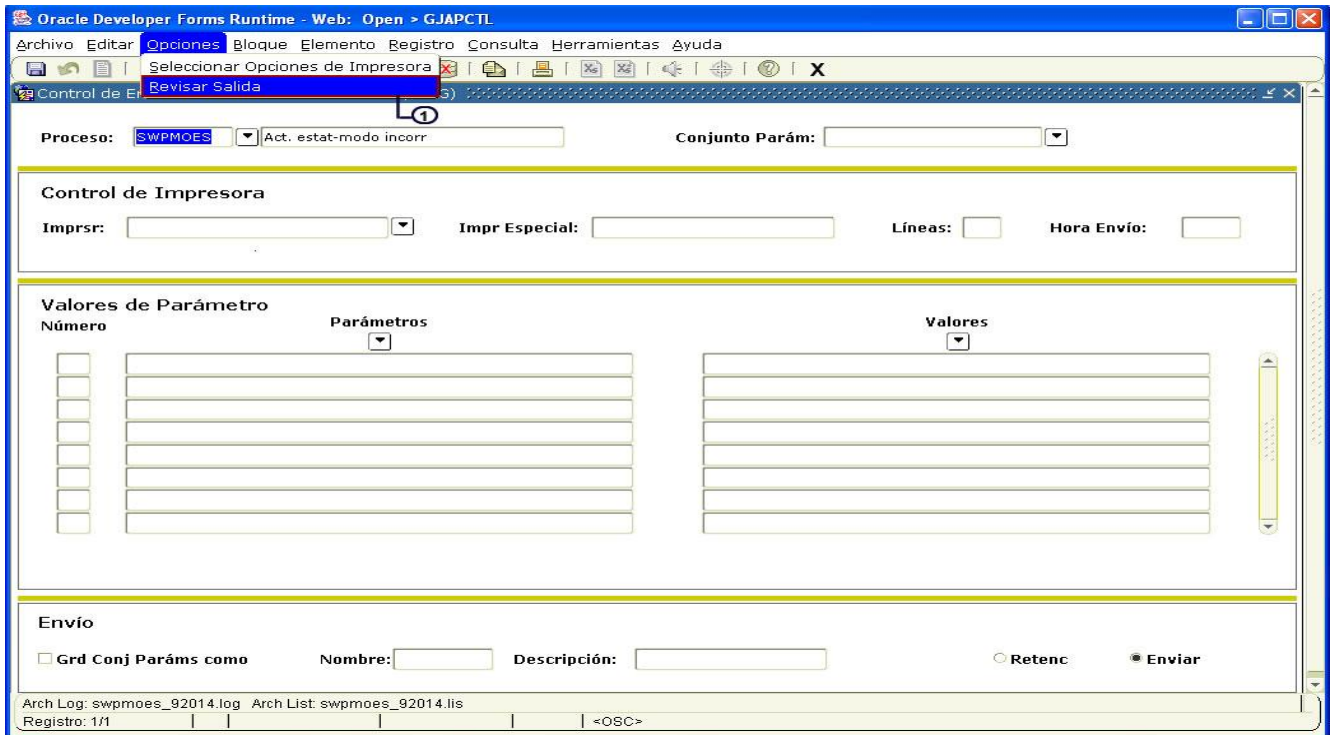 Oracle Developer Forms Runtime - Web: Open > GJAPCTL
Archivo Editar Opciones Bloque Elemento Registro Consulta Herramientas Ayuda
Seleccionar Opciones de Impresora
X
Revisar Salida
Control de
1
Proceso: SWPMOES Act. estat-modo incorr Conjunto Parám:
Control de Impresora
Imprsr: Impr Especial: Líneas: Hora Envío:
Valores de Parámetro
Número Parámetros Valores
Envío
Grd Conj Paráms como Nombre: Descripción: Retenc Enviar
Arch Log: swpmoes_92014.log Arch List: swpmoes_92014.lis
Registro: 1/1 <OSC>